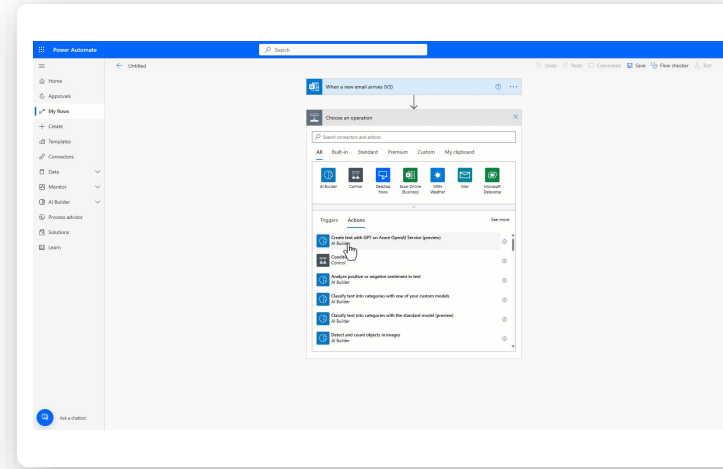 Power Automate
Search
Untitled
Undo Redo Comments Save Flow checker Test
Home
Approvals
My flows
Create
Templates
Connectors
Data
Monitor
AI Builder
Process advisor
Solutions
Learn
Ask a chatbot
When a new email arrives (V3)
Choose an operation
Search connectors and actions
All Built-in Standard Premium Custom My clipboard
AI Builder Control Desktop flows Excel Online (Business) MSN Weather Mail Microsoft Dataverse
Triggers Actions See more
Create text with GPT on Azure OpenAI Service (preview)
AI Builder
Conditio
Control
Analyze positive or negative sentiment in text
AI Builder
Classify text into categories with one of your custom models
AI Builder
Classify text into categories with the standard model (preview)
AI Builder
Detect and count objects in images
AI Builder